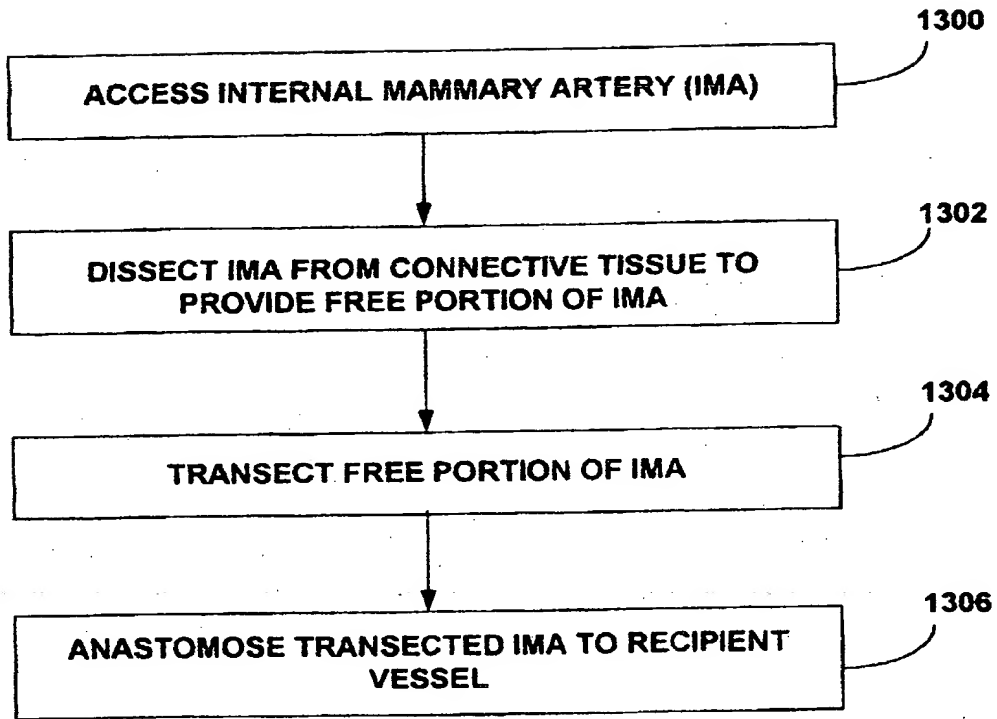 1300
ACCESS INTERNAL MAMMARY ARTERY (IMA)
1302
DISSECT IMA FROM CONNECTIVE TISSUE TO
PROVIDE FREE PORTION OF IMA
1304
TRANSECT FREE PORTION OF IMA
1306
ANASTOMOSE TRANSECTED IMA TO RECIPIENT
VESSEL